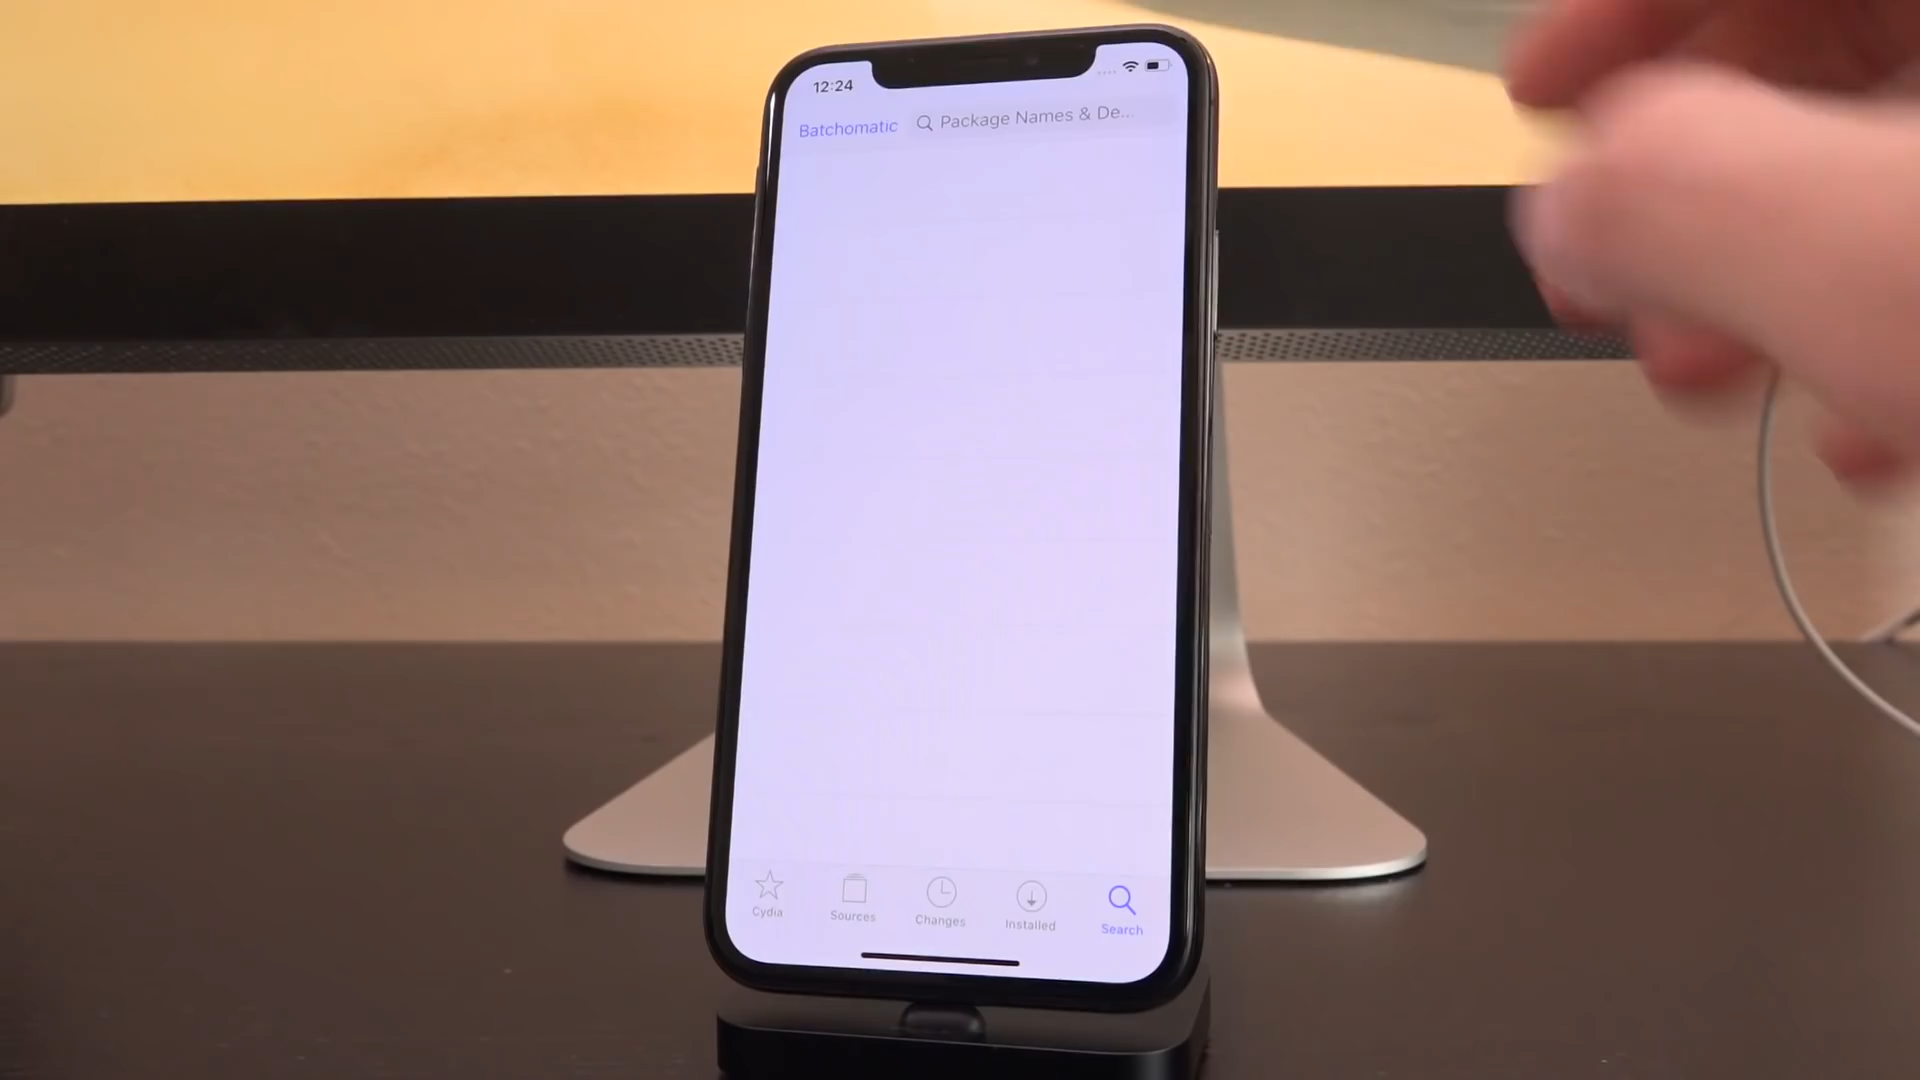 12:24
Batchomatic
Package Names & De...
Cydia
Sources
Changes
Installed
Search